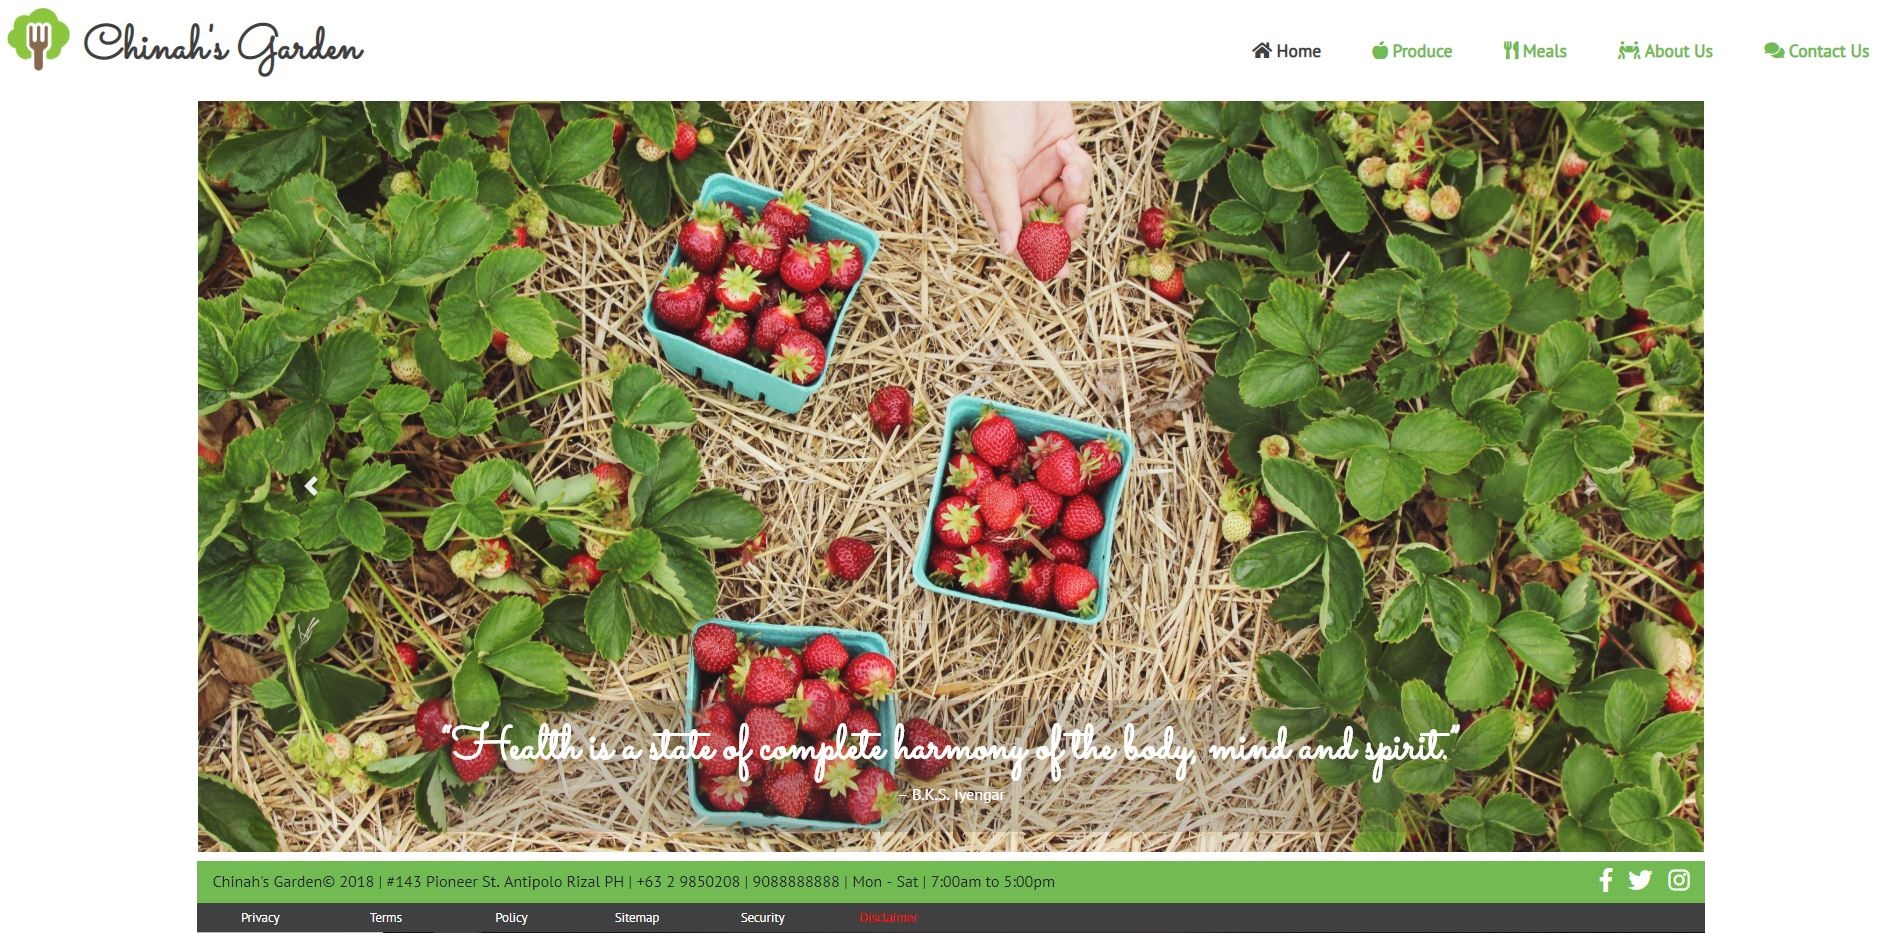 Chinah's Garden
Home Produce Meals About Us Contact Us
“Health is a state of complete harmony of the body, mind and spirit.”
– B.K.S. Iyengar
Chinah's Garden© 2018 | #143 Pioneer St. Antipolo Rizal PH | +63 2 9850208 | 9088888888 | Mon - Sat | 7:00am to 5:00pm
Privacy Terms Policy Sitemap Security Disclaimer